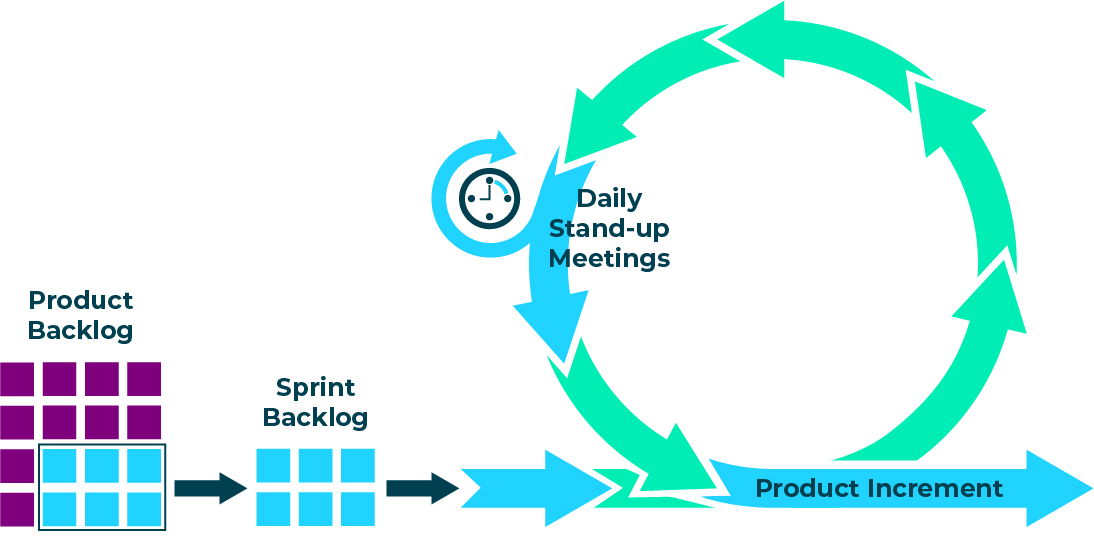 Product
Backlog
Sprint
Backlog
Daily
Stand-up
Meetings
Product Increment